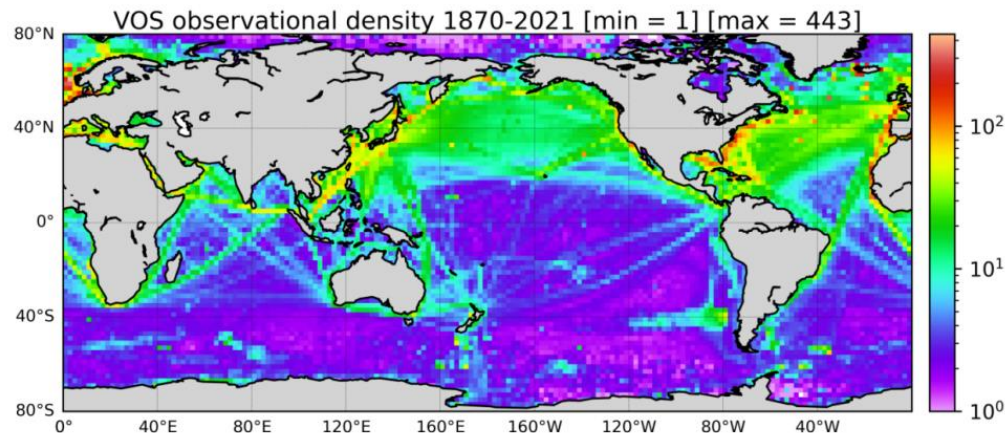 VOS observational density 1870-2021 [min = 1] [max = 443]
80°N
40°N
0°
40°S
80°S
0° 40°E 80°E 120°E 160°E 160°W 120°W 80°W 40°W
10²
10¹
10⁰